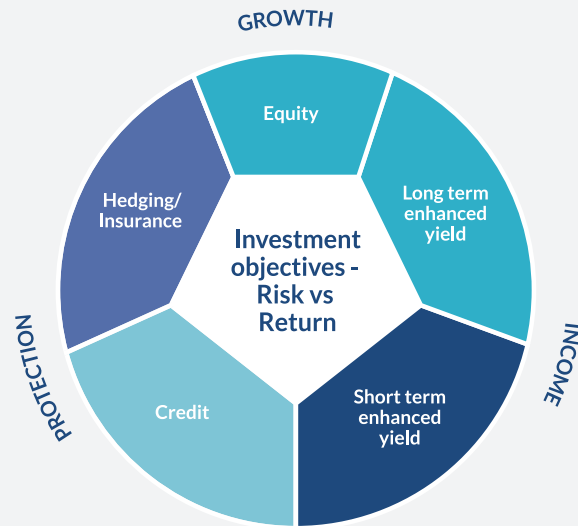 GROWTH
Equity
Long term
enhanced
yield
Hedging/
Insurance
Investment
objectives -
Risk vs
Return
PROTECTION
INCOME
Credit
Short term
enhanced
yield